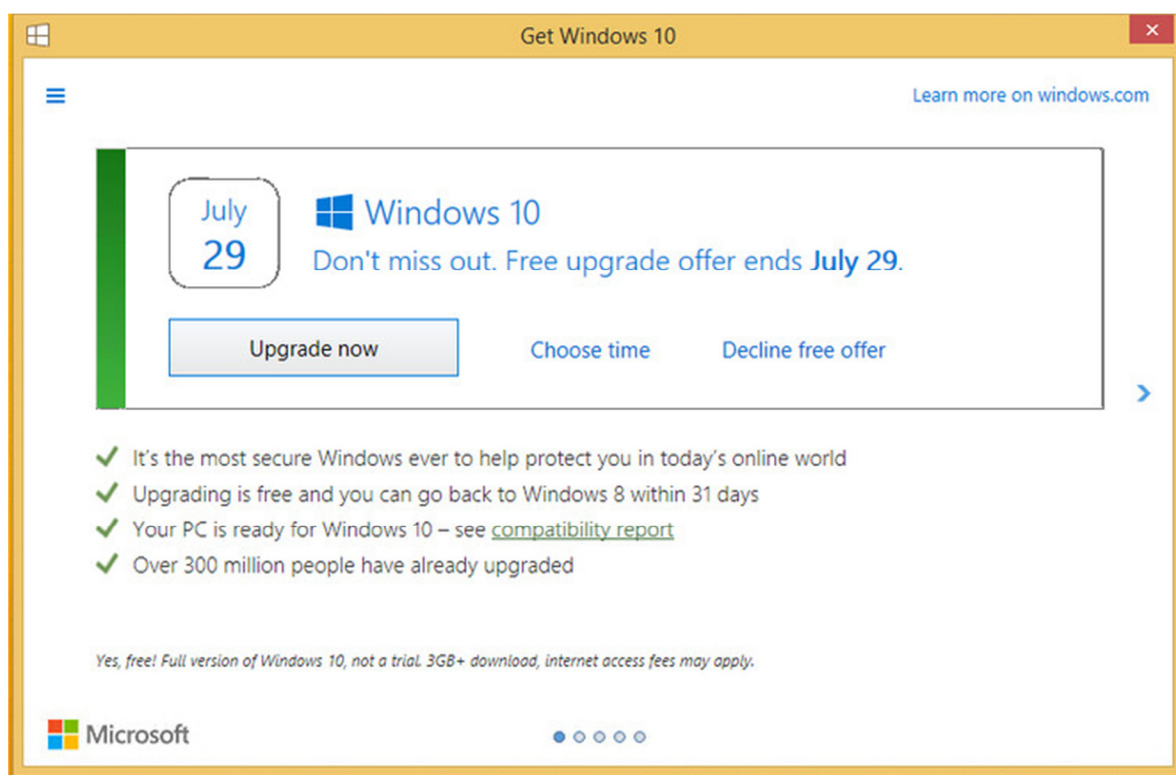 Get Windows 10
Learn more on windows.com
July
29
Windows 10
Don't miss out. Free upgrade offer ends July 29.
Upgrade now
Choose time
Decline free offer
It's the most secure Windows ever to help protect you in today's online world
Upgrading is free and you can go back to Windows 8 within 31 days
Your PC is ready for Windows 10 – see compatibility report
Over 300 million people have already upgraded
Yes, free! Full version of Windows 10, not a trial. 3GB+ download, internet access fees may apply.
Microsoft